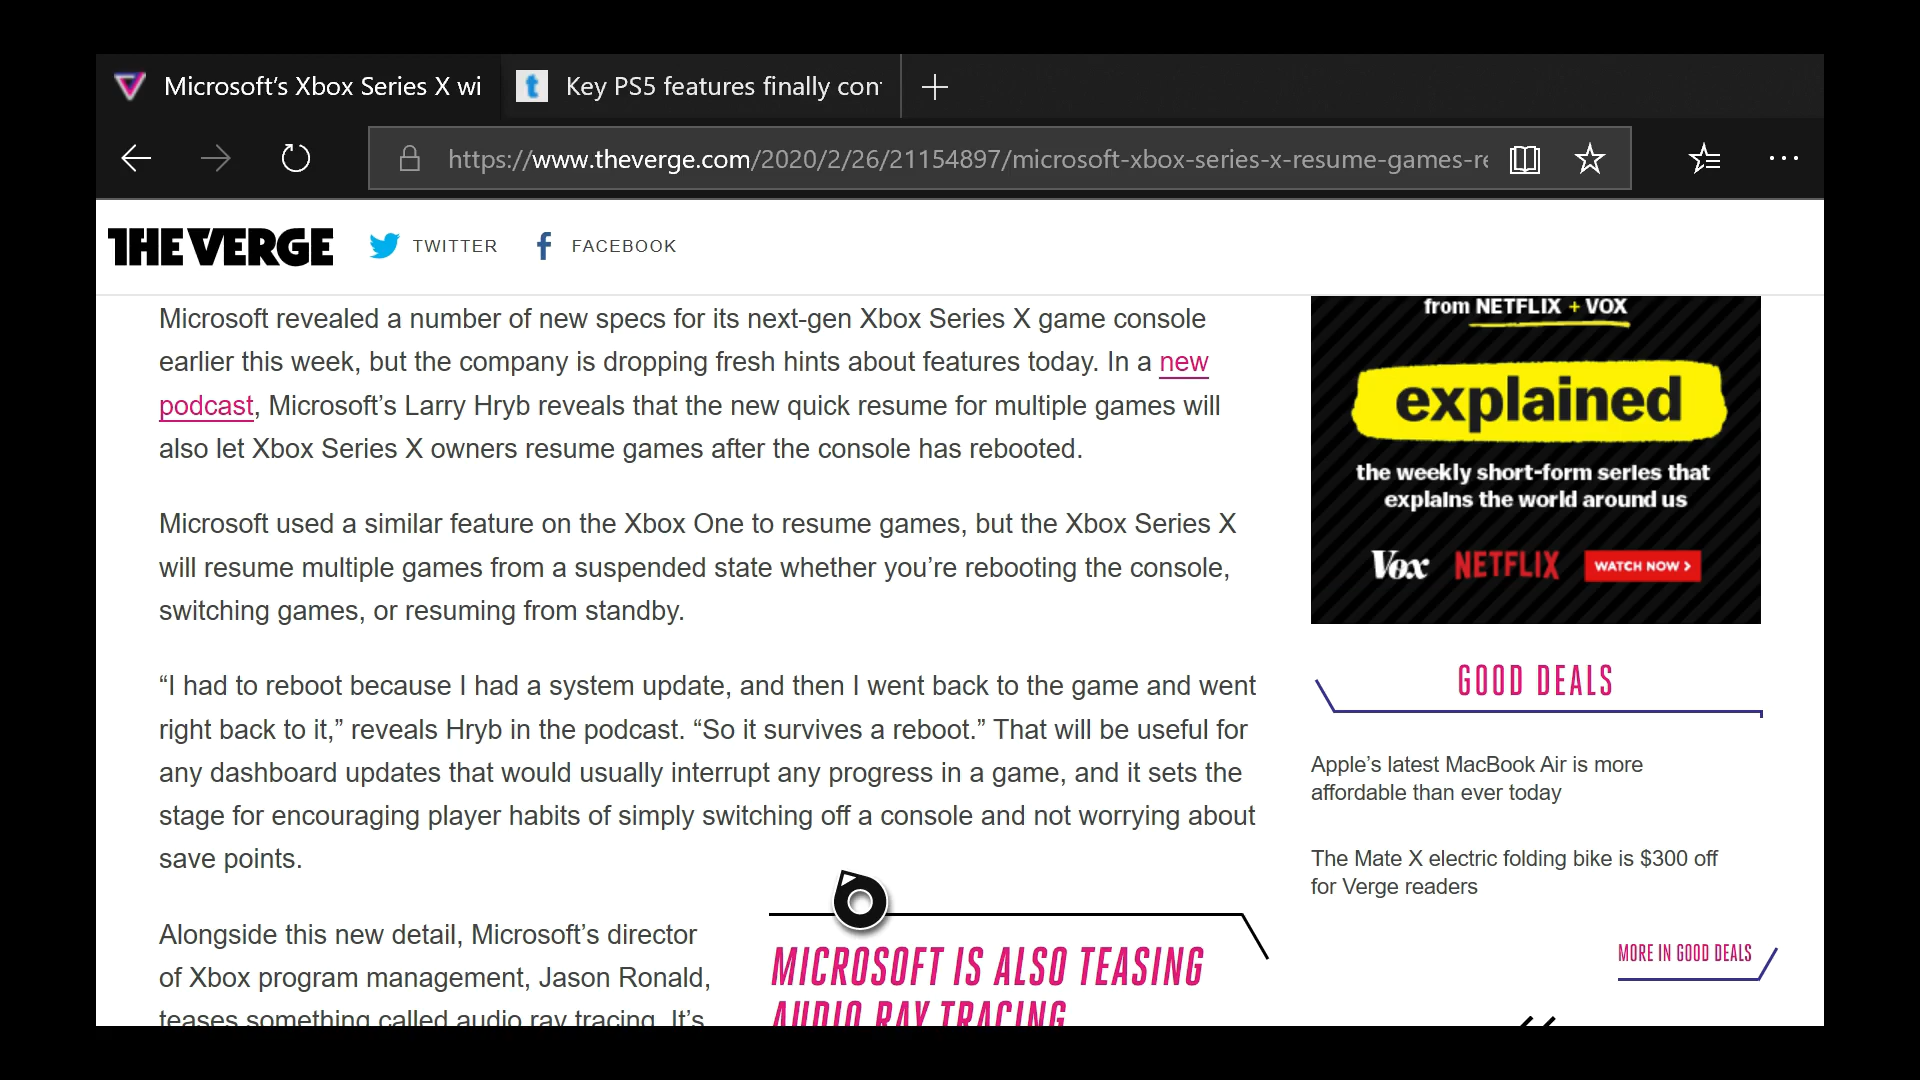 Microsoft's Xbox Series X wi
Key PS5 features finally con
https://www.theverge.com/2020/2/26/21154897/microsoft-xbox-series-x-resume-games-re
THE VERGE
TWITTER
FACEBOOK
Microsoft revealed a number of new specs for its next-gen Xbox Series X game console
earlier this week, but the company is dropping fresh hints about features today. In a new
podcast, Microsoft's Larry Hryb reveals that the new quick resume for multiple games will
also let Xbox Series X owners resume games after the console has rebooted.
Microsoft used a similar feature on the Xbox One to resume games, but the Xbox Series X
will resume multiple games from a suspended state whether you're rebooting the console,
switching games, or resuming from standby.
“I had to reboot because I had a system update, and then I went back to the game and went
right back to it,” reveals Hryb in the podcast. “So it survives a reboot.” That will be useful for
any dashboard updates that would usually interrupt any progress in a game, and it sets the
stage for encouraging player habits of simply switching off a console and not worrying about
save points.
Alongside this new detail, Microsoft's director
of Xbox program management, Jason Ronald,
teases something called audio ray tracing. It's
MICROSOFT IS ALSO TEASING
AUDIO RAY TRACING
from NETFLIX + VOX
explained
the weekly short-form series that
explains the world around us
Vox NETFLIX WATCH NOW >
GOOD DEALS
Apple's latest MacBook Air is more
affordable than ever today
The Mate X electric folding bike is $300 off
for Verge readers
MORE IN GOOD DEALS